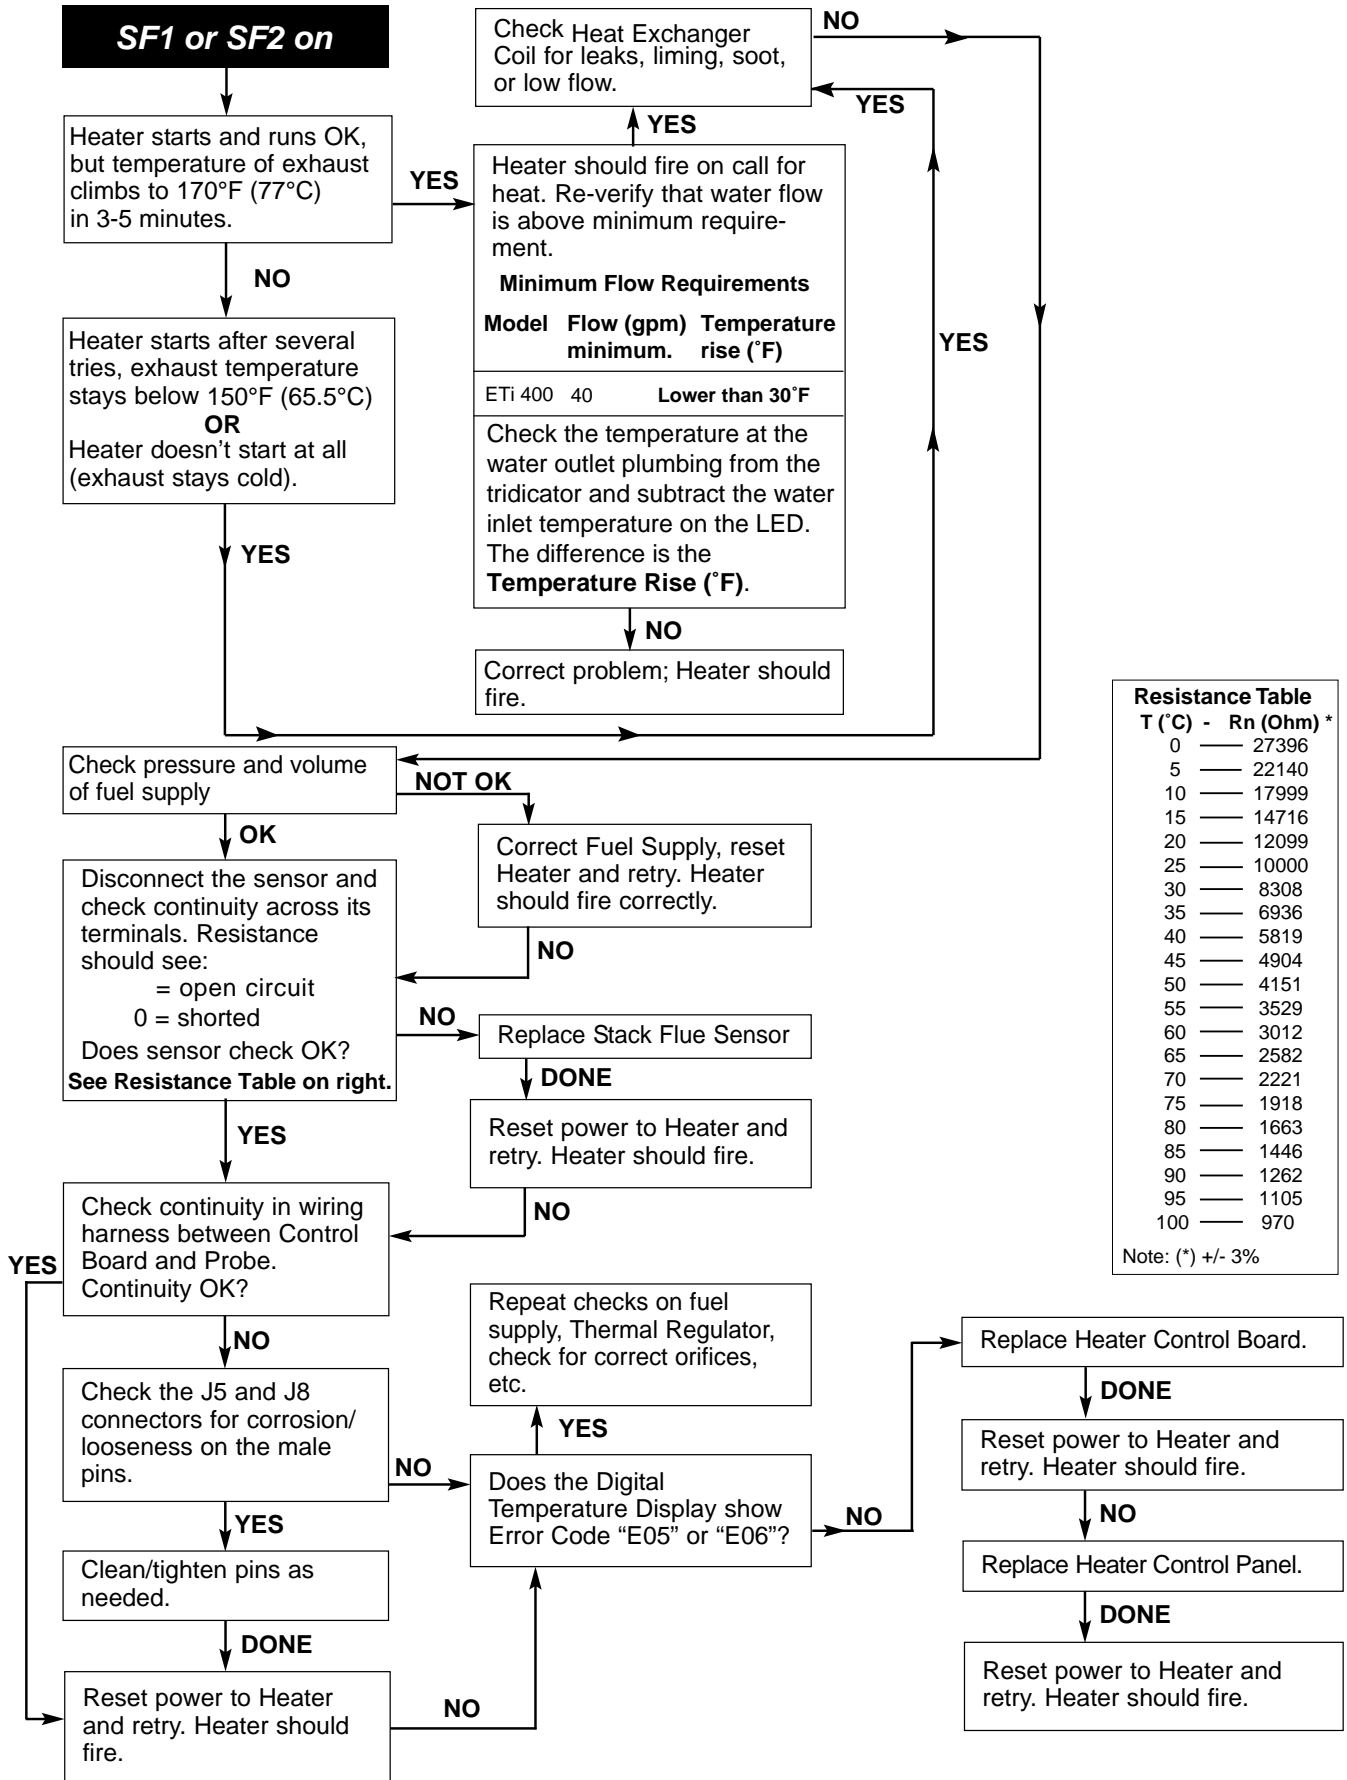 SF1 or SF2 on
Heater starts and runs OK,
but temperature of exhaust
climbs to 170°F (77°C)
in 3-5 minutes.
YES
NO
Heater starts after several
tries, exhaust temperature
stays below 150°F (65.5°C)
OR
Heater doesn’t start at all
(exhaust stays cold).
YES
Check Heat Exchanger
Coil for leaks, liming, soot,
or low flow.
NO
YES
YES
Heater should fire on call for
heat. Re-verify that water flow
is above minimum require-
ment.
Minimum Flow Requirements
Model Flow (gpm) Temperature
minimum. rise (˚F)
ETi 400 40 Lower than 30˚F
Check the temperature at the
water outlet plumbing from the
tridicator and subtract the water
inlet temperature on the LED.
The difference is the
Temperature Rise (˚F).
YES
NO
Correct problem; Heater should
fire.
Check pressure and volume
of fuel supply
NOT OK
OK
Correct Fuel Supply, reset
Heater and retry. Heater
should fire correctly.
NO
Disconnect the sensor and
check continuity across its
terminals. Resistance
should see:
= open circuit
0 = shorted
Does sensor check OK?
See Resistance Table on right.
NO
Replace Stack Flue Sensor
DONE
Reset power to Heater and
retry. Heater should fire.
NO
YES
Check continuity in wiring
harness between Control
Board and Probe.
Continuity OK?
YES
NO
Check the J5 and J8
connectors for corrosion/
looseness on the male
pins.
NO
YES
Clean/tighten pins as
needed.
DONE
Reset power to Heater
and retry. Heater should
fire.
NO
Repeat checks on fuel
supply, Thermal Regulator,
check for correct orifices,
etc.
YES
Does the Digital
Temperature Display show
Error Code “E05” or “E06”?
NO
Replace Heater Control Board.
DONE
Reset power to Heater and
retry. Heater should fire.
NO
Replace Heater Control Panel.
DONE
Reset power to Heater and
retry. Heater should fire.
Resistance Table
T (˚C) - Rn (Ohm) *
0 —— 27396
5 —— 22140
10 —— 17999
15 —— 14716
20 —— 12099
25 —— 10000
30 —— 8308
35 —— 6936
40 —— 5819
45 —— 4904
50 —— 4151
55 —— 3529
60 —— 3012
65 —— 2582
70 —— 2221
75 —— 1918
80 —— 1663
85 —— 1446
90 —— 1262
95 —— 1105
100 —— 970
Note: (*) +/- 3%